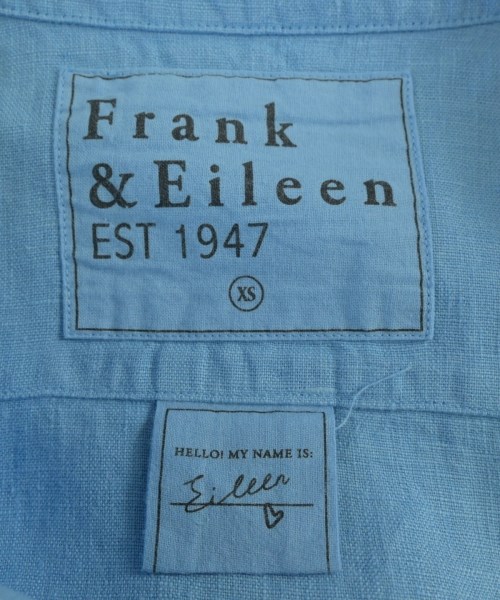 Frank
& Eileen
EST 1947
XS
HELLO! MY NAME IS:
Eileen